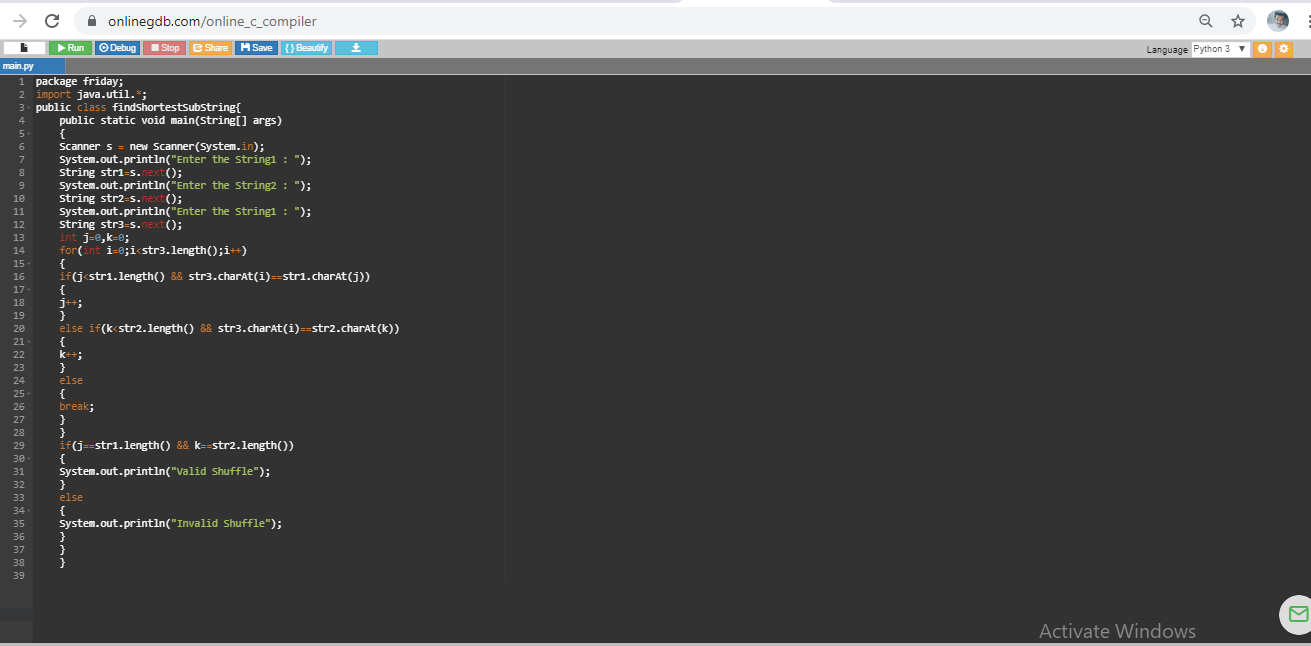 onlinegdb.com/online_c_compiler
Run Debug Stop Share Save {} Beautify
Language Python 3
main.py
1 package friday;
2 import java.util.*;
3 public class findShortestSubString{
4 public static void main(String[] args)
5 {
6 Scanner s = new Scanner(System.in);
7 System.out.println("Enter the String1 : ");
8 String str1=s.next();
9 System.out.println("Enter the String2 : ");
10 String str2=s.next();
11 System.out.println("Enter the String1 : ");
12 String str3=s.next();
13 int j=0,k=0;
14 for(int i=0;i<str3.length();i++)
15 {
16 if(j<str1.length() && str3.charAt(i)==str1.charAt(j))
17 {
18 j++;
19 }
20 else if(k<str2.length() && str3.charAt(i)==str2.charAt(k))
21 {
22 k++;
23 }
24 else
25 {
26 break;
27 }
28 }
29 if(j==str1.length() && k==str2.length())
30 {
31 System.out.println("Valid Shuffle");
32 }
33 else
34 {
35 System.out.println("Invalid Shuffle");
36 }
37 }
38 }
39
Activate Windows